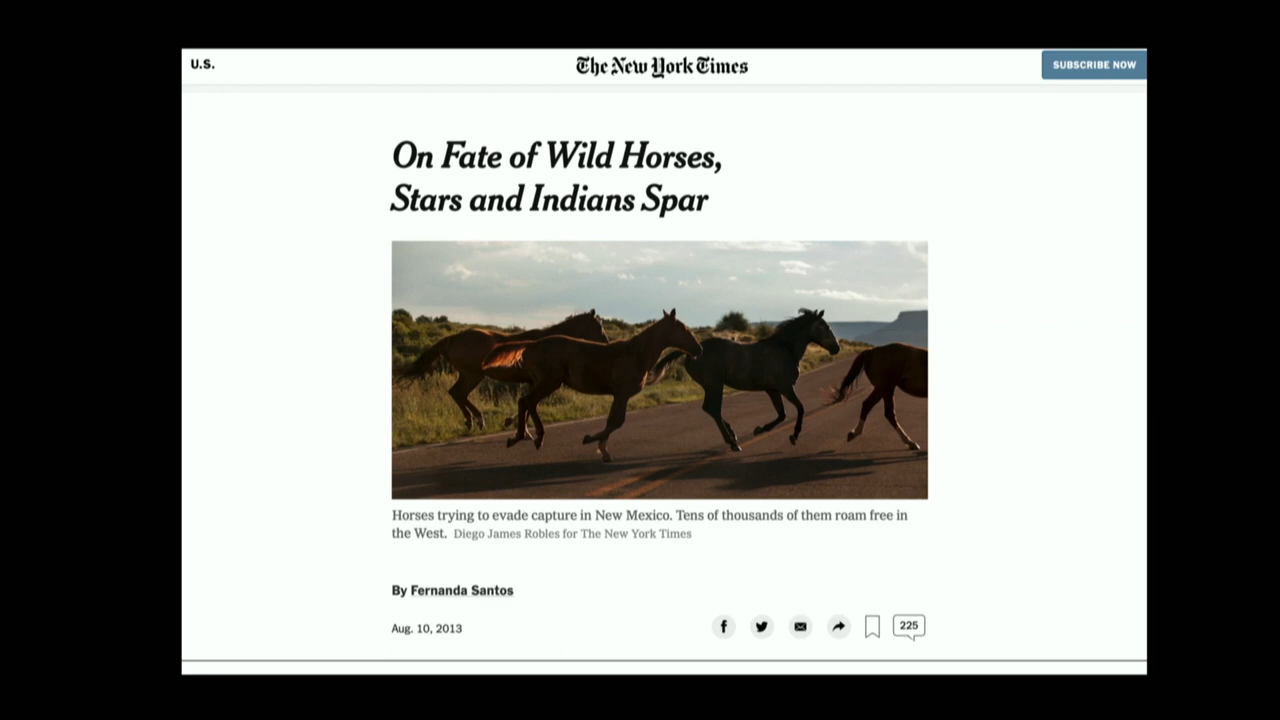 U.S.
The New York Times
SUBSCRIBE NOW
On Fate of Wild Horses,
Stars and Indians Spar
Horses trying to evade capture in New Mexico. Tens of thousands of them roam free in
the West. Diego James Robles for The New York Times
By Fernanda Santos
Aug. 10, 2013
225